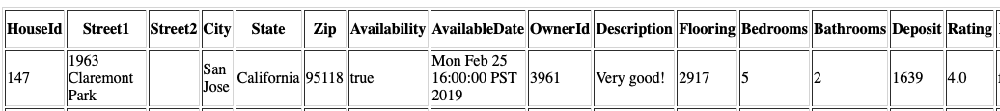 HouseId Street1 Street2 City State Zip Availability AvailableDate OwnerId Description Flooring Bedrooms Bathrooms Deposit Rating
147 1963 Claremont Park San Jose California 95118 true Mon Feb 25 16:00:00 PST 2019 3961 Very good! 2917 5 2 1639 4.0